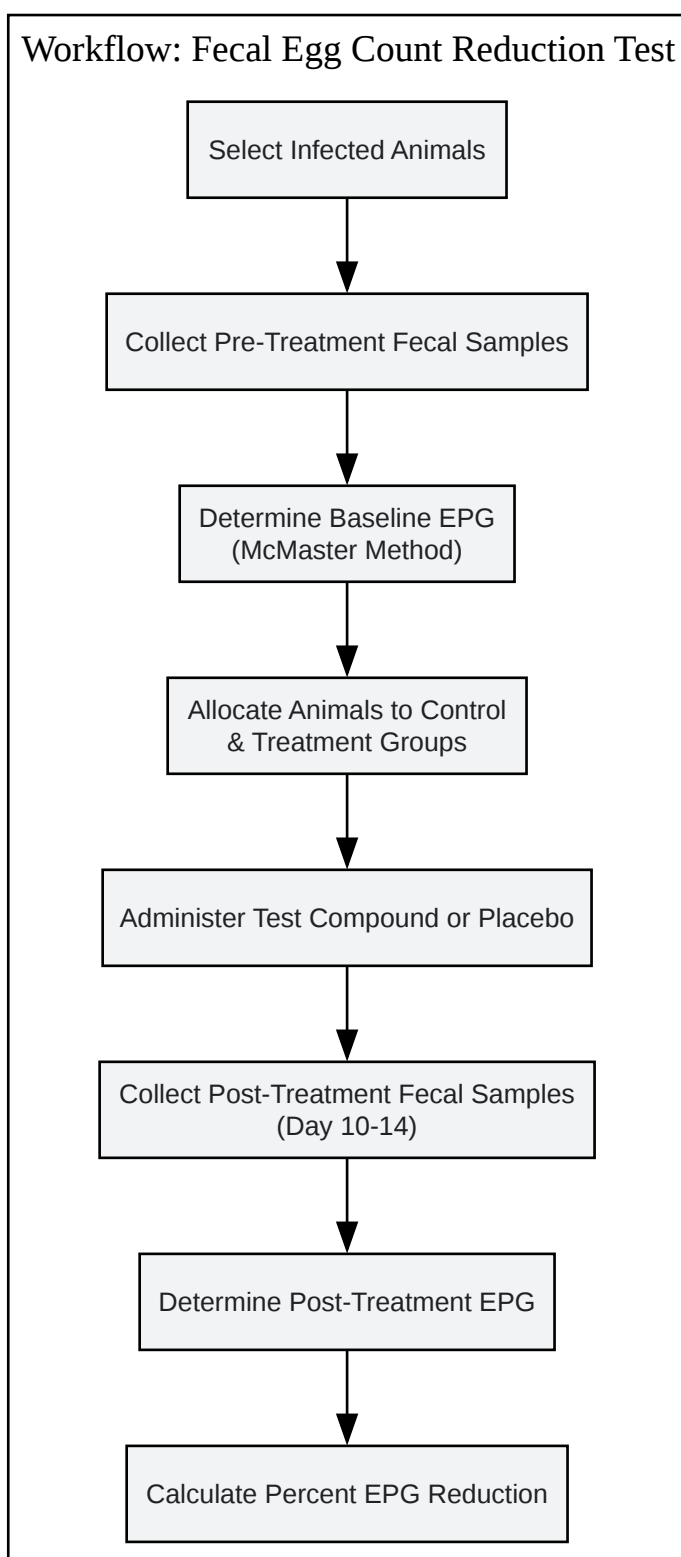 Workflow: Fecal Egg Count Reduction Test
Select Infected Animals
Collect Pre-Treatment Fecal Samples
Determine Baseline EPG
(McMaster Method)
Allocate Animals to Control
& Treatment Groups
Administer Test Compound or Placebo
Collect Post-Treatment Fecal Samples
(Day 10-14)
Determine Post-Treatment EPG
Calculate Percent EPG Reduction